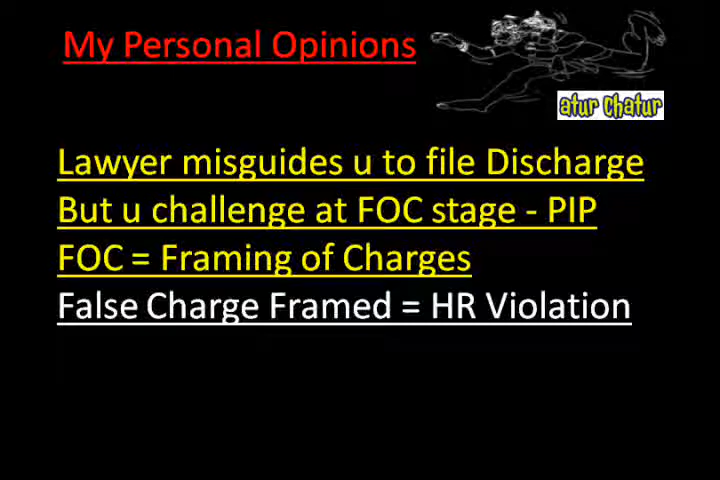 My Personal Opinions
atur chatur
Lawyer misguides u to file Discharge
But u challenge at FOC stage - PIP
FOC = Framing of Charges
False Charge Framed = HR Violation